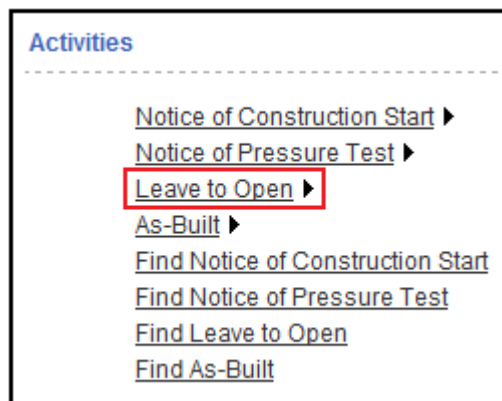 Activities
Notice of Construction Start
Notice of Pressure Test
Leave to Open
As-Built
Find Notice of Construction Start
Find Notice of Pressure Test
Find Leave to Open
Find As-Built